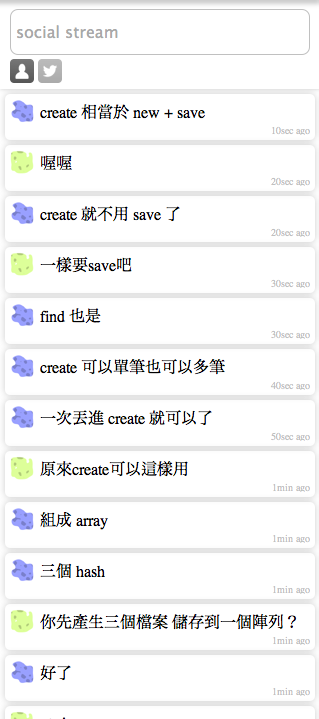 social stream
create 相當於 new + save
10sec ago
喔喔
20sec ago
create 就不用 save 了
20sec ago
一樣要save吧
30sec ago
find 也是
30sec ago
create 可以單筆也可以多筆
40sec ago
一次丟進 create 就可以了
50sec ago
原來create可以這樣用
1min ago
組成 array
1min ago
三個 hash
1min ago
你先產生三個檔案 儲存到一個陣列？
1min ago
好了
1min ago